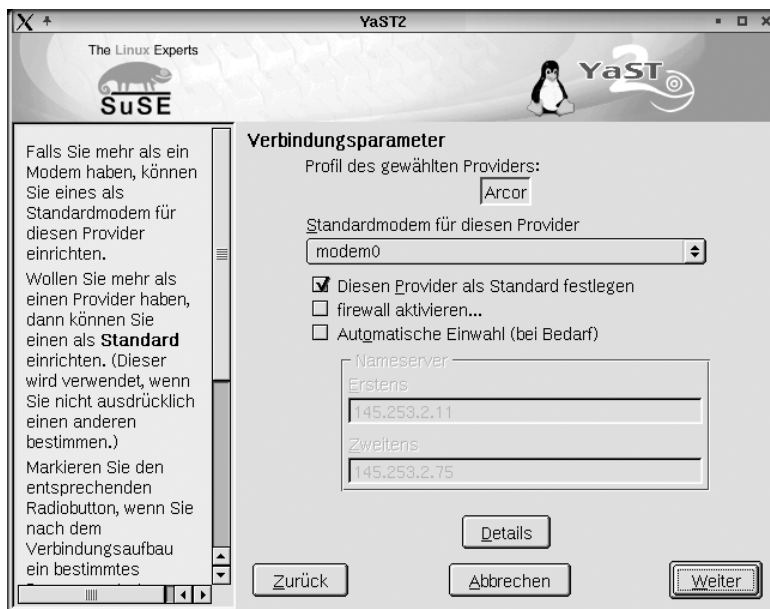 YaST2
The Linux Experts
SuSE
YaST
2
Falls Sie mehr als ein
Modem haben, können
Sie eines als
Standardmodem für
diesen Provider
einrichten.
Wollen Sie mehr als
einen Provider haben,
dann können Sie
einen als Standard
einrichten. (Dieser
wird verwendet, wenn
Sie nicht ausdrücklich
einen anderen
bestimmen.)
Markieren Sie den
entsprechenden
Radiobutton, wenn Sie
nach dem
Verbindungsaufbau
ein bestimmtes
Verbindungsparameter
Profil des gewählten Providers:
Arcor
Standardmodem für diesen Provider
modem0
Diesen Provider als Standard festlegen
firewall aktivieren...
Automatische Einwahl (bei Bedarf)
Nameserver
Erstens
145.253.2.11
Zweitens
145.253.2.75
Details
Zurück
Abbrechen
Weiter